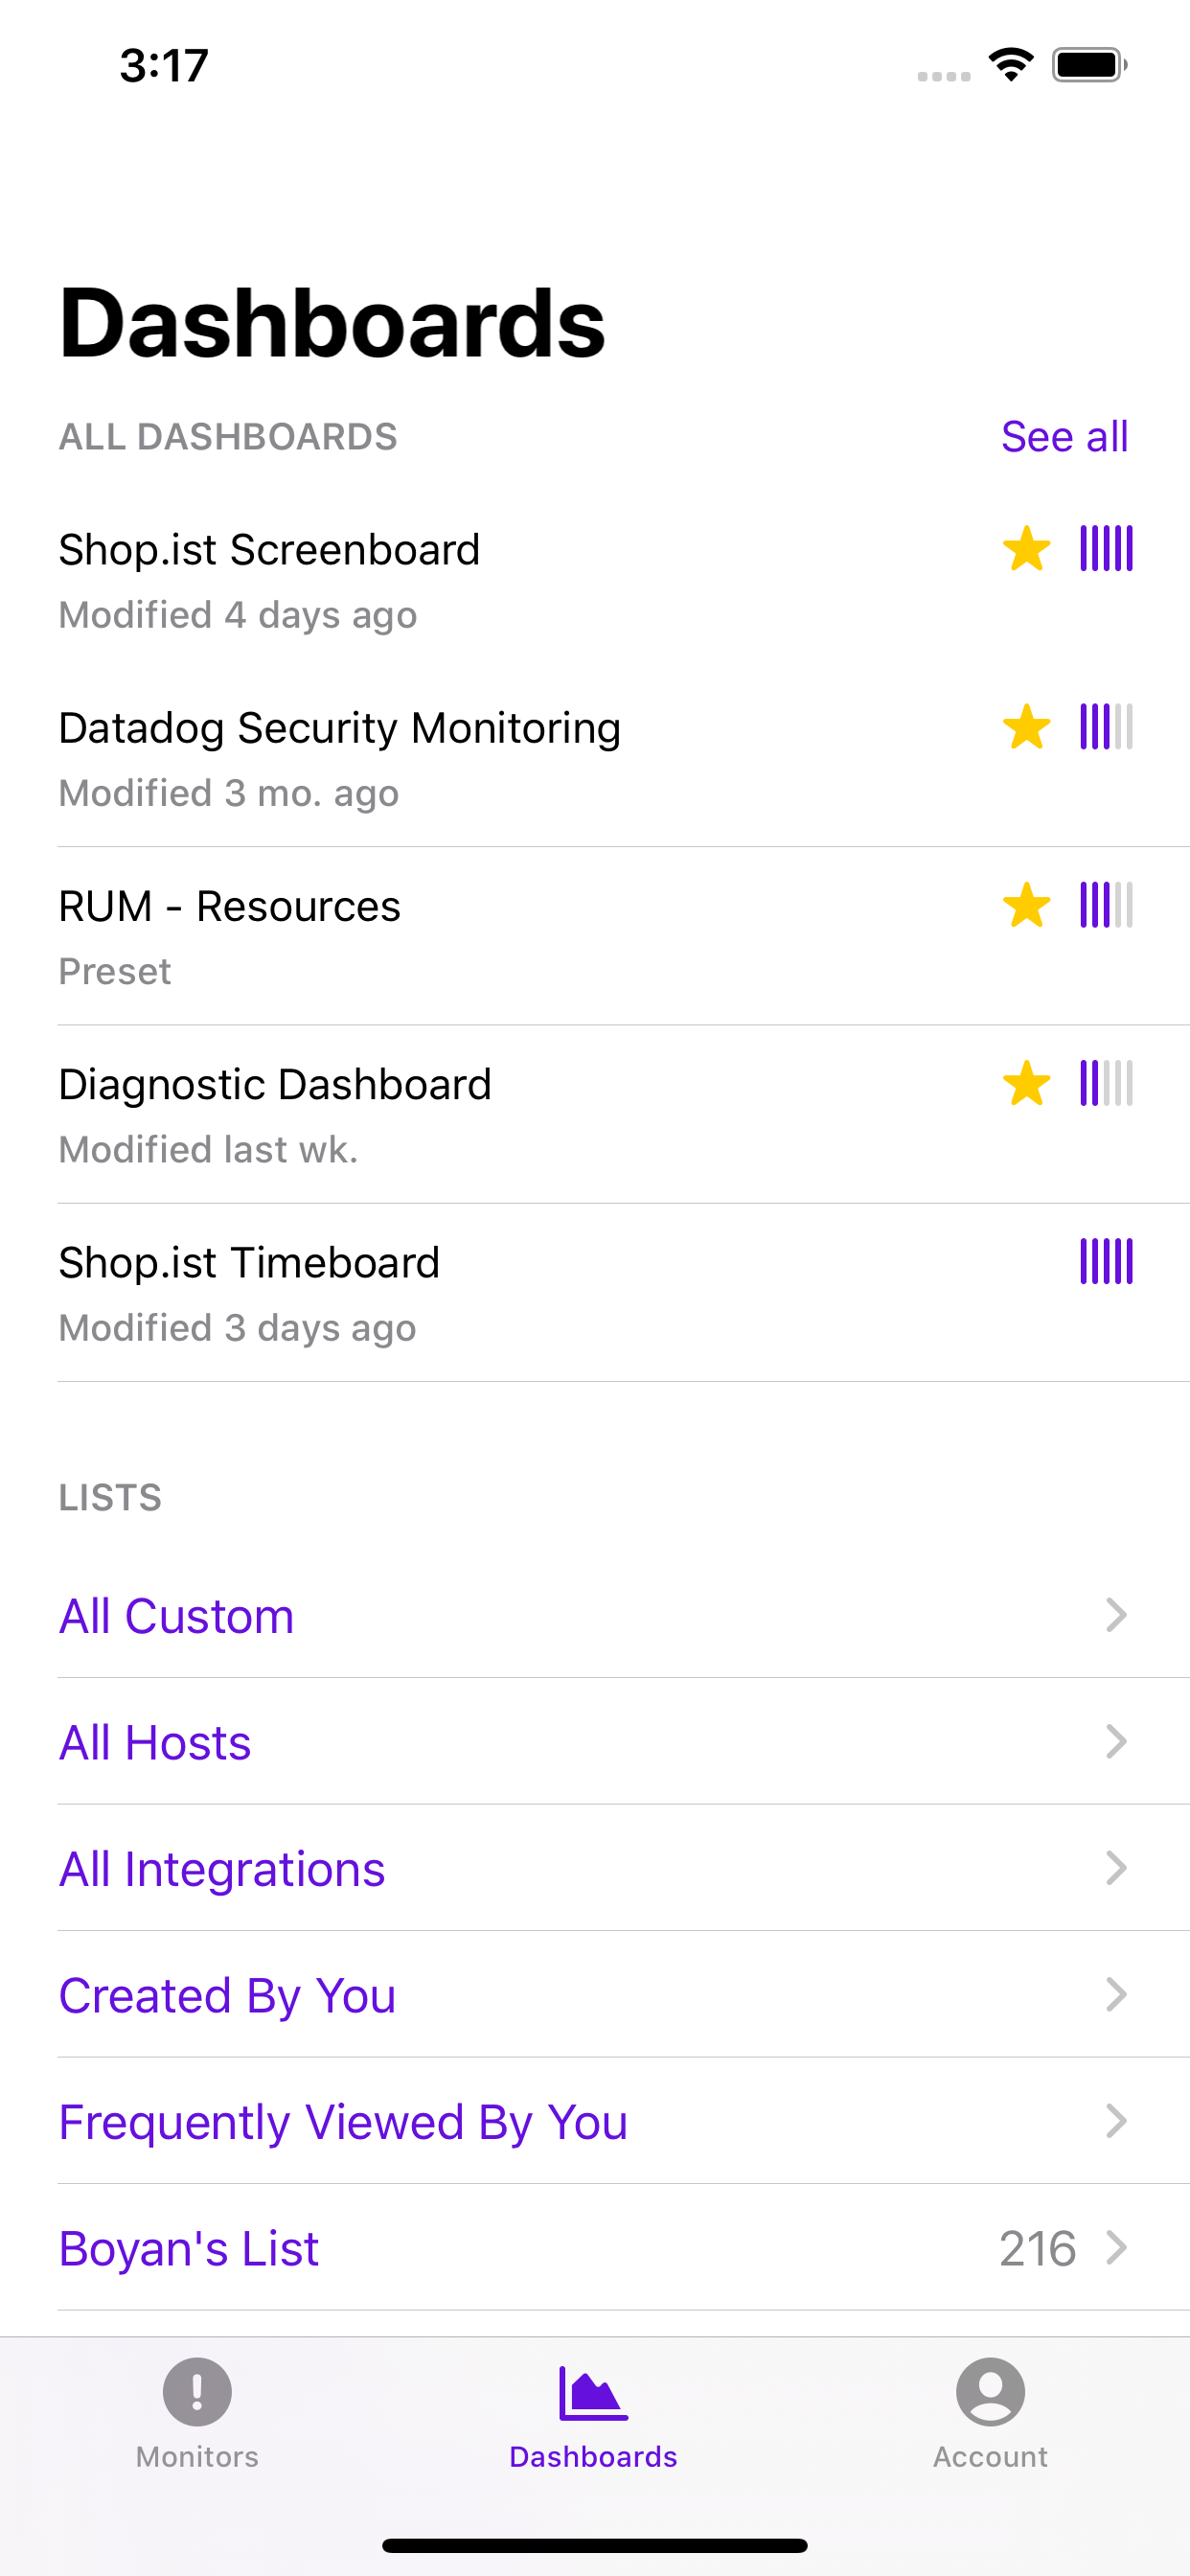 3:17
Dashboards
ALL DASHBOARDS See all
Shop.ist Screenboard
Modified 4 days ago
Datadog Security Monitoring
Modified 3 mo. ago
RUM - Resources
Preset
Diagnostic Dashboard
Modified last wk.
Shop.ist Timeboard
Modified 3 days ago
LISTS
All Custom
All Hosts
All Integrations
Created By You
Frequently Viewed By You
Boyan's List 216
Monitors Dashboards Account